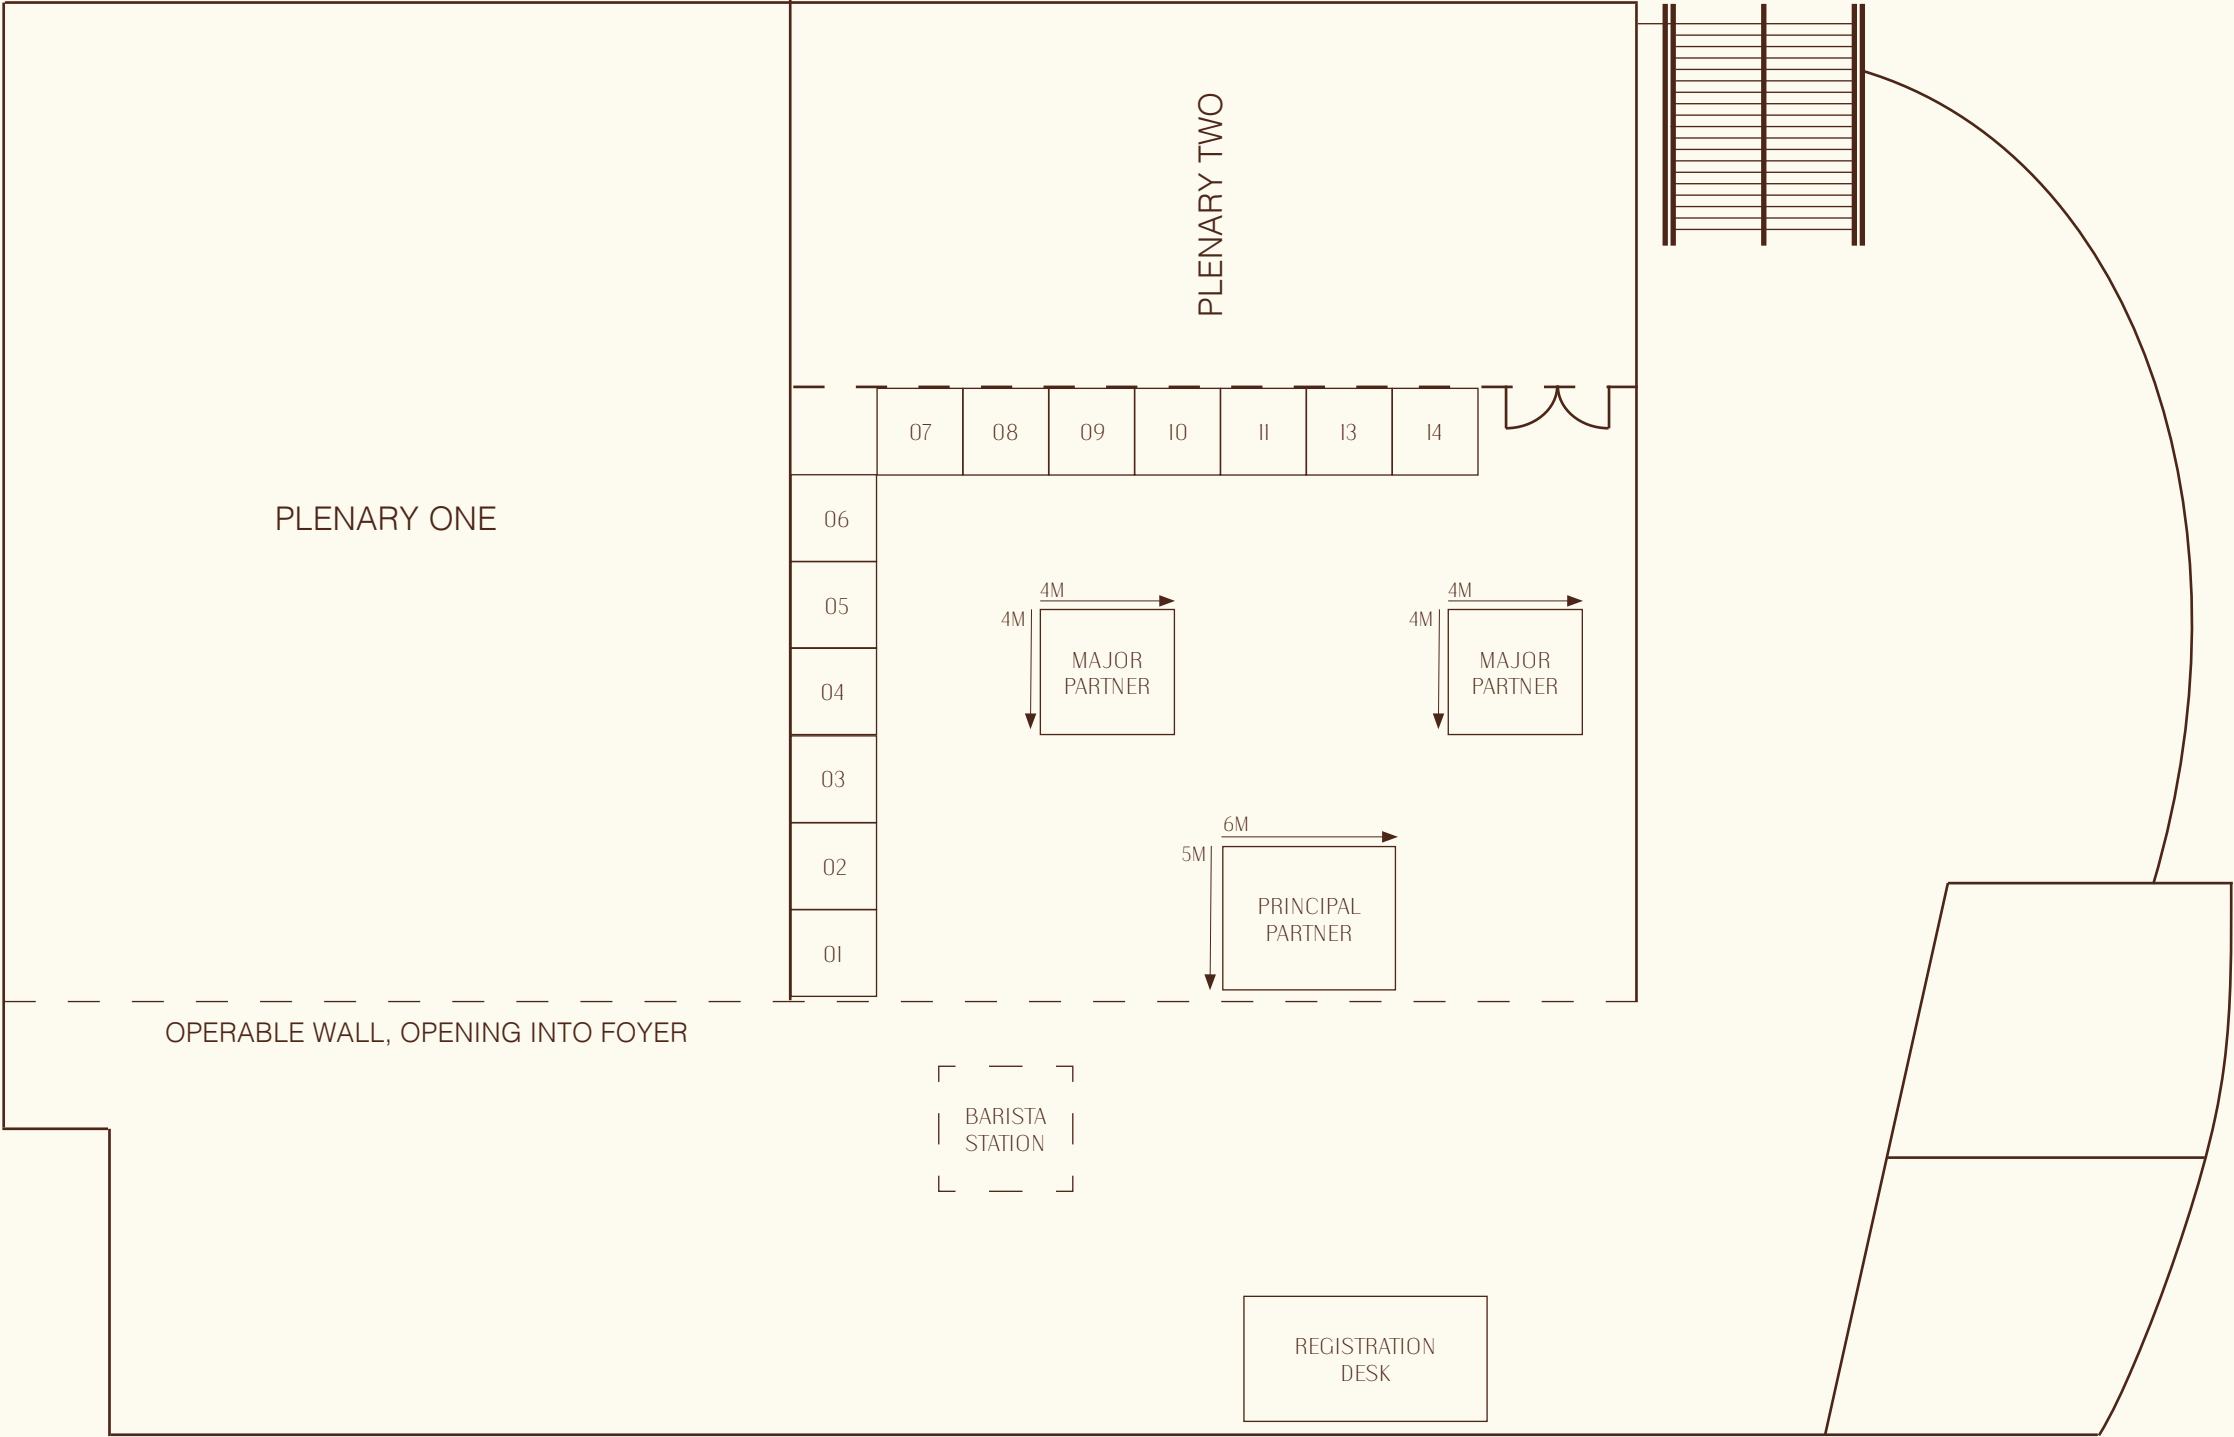 PLENARY TWO
07
08
09
10
11
13
14
PLENARY ONE
06
05
04
03
02
01
4M
4M
MAJOR
PARTNER
4M
4M
MAJOR
PARTNER
6M
5M
PRINCIPAL
PARTNER
OPERABLE WALL, OPENING INTO FOYER
BARISTA
STATION
REGISTRATION
DESK